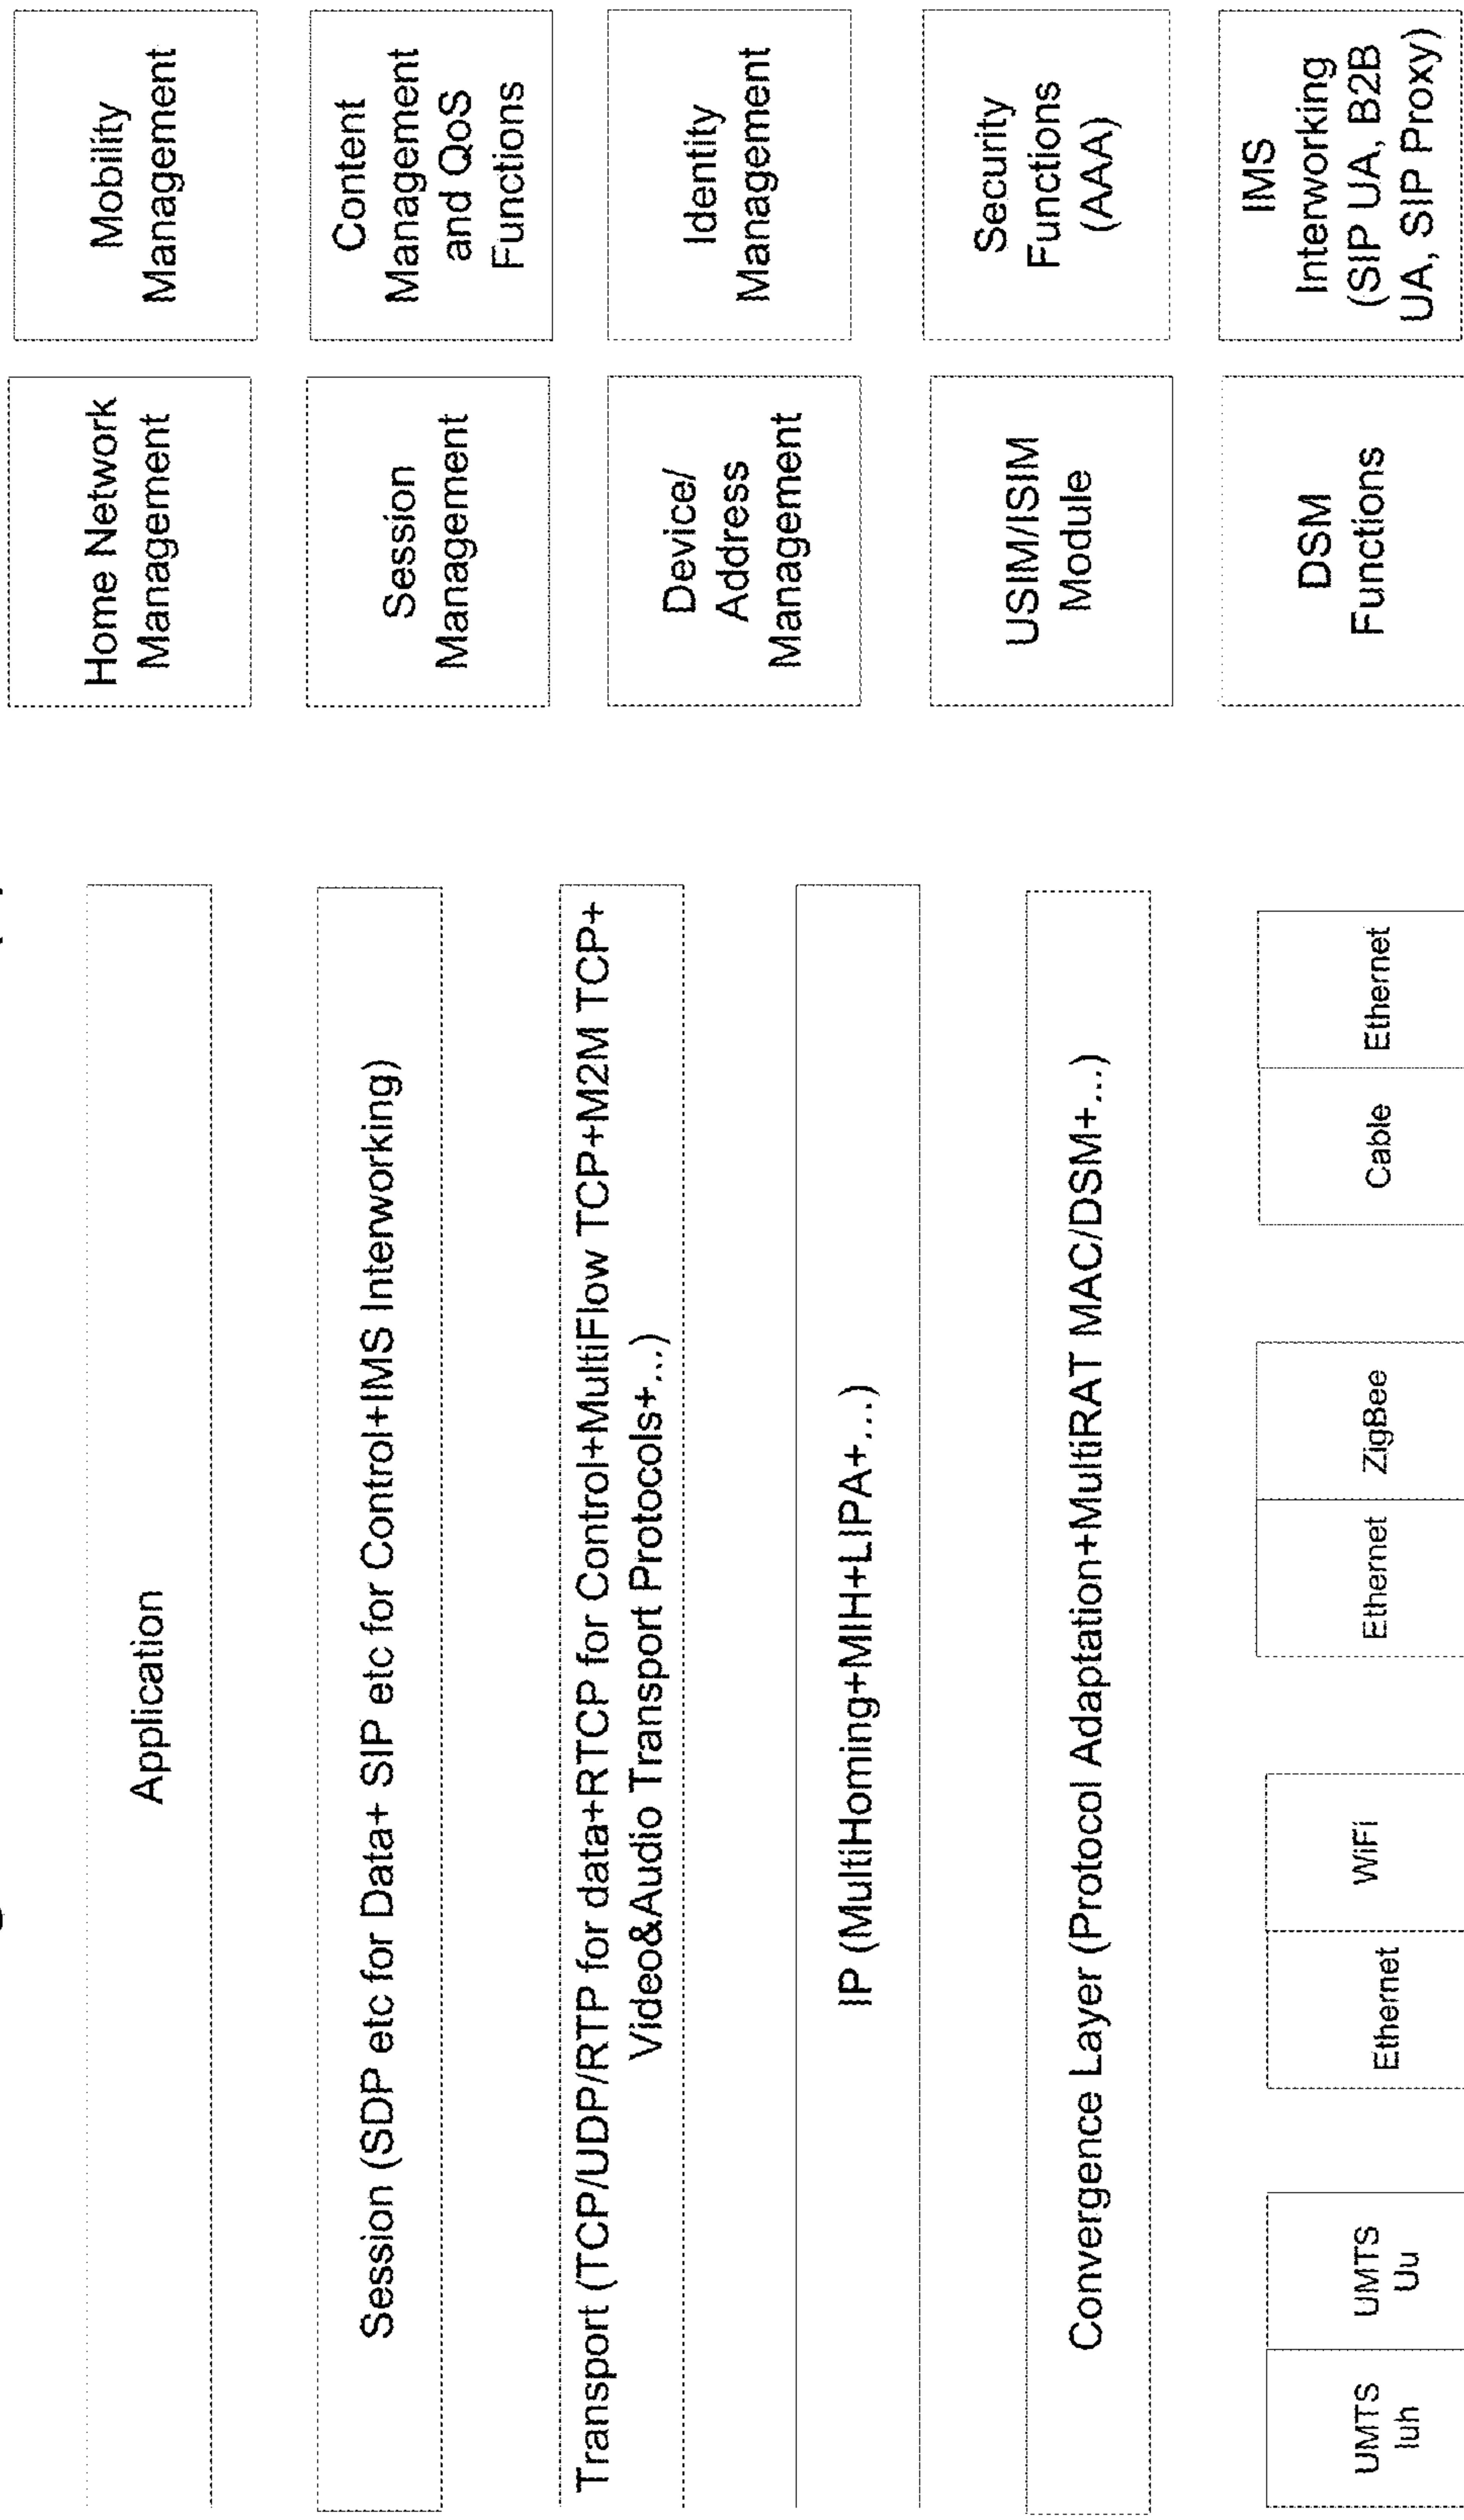 Application
Session (SDP etc for Data+ SIP etc for Control+IMS Interworking)
Transport (TCP/UDP/RTP for data+RTCP for Control+MultiFlow TCP+M2M TCP+
Video&Audio Transport Protocols+...)
IP (MultiHoming+MIH+LIPA+...)
Convergence Layer (Protocol Adaptation+MultiRAT MAC/DSM+...)
UMTS
Iuh
UMTS
Uu
Ethernet
WiFi
Ethernet
ZigBee
Cable
Ethernet
Home Network
Management
Mobility
Management
Session
Management
Content
Management
and QoS
Functions
Device/
Address
Management
Identity
Management
USIM/ISIM
Module
Security
Functions
(AAA)
DSM
Functions
IMS
Interworking
(SIP UA, B2B
UA, SIP Proxy)